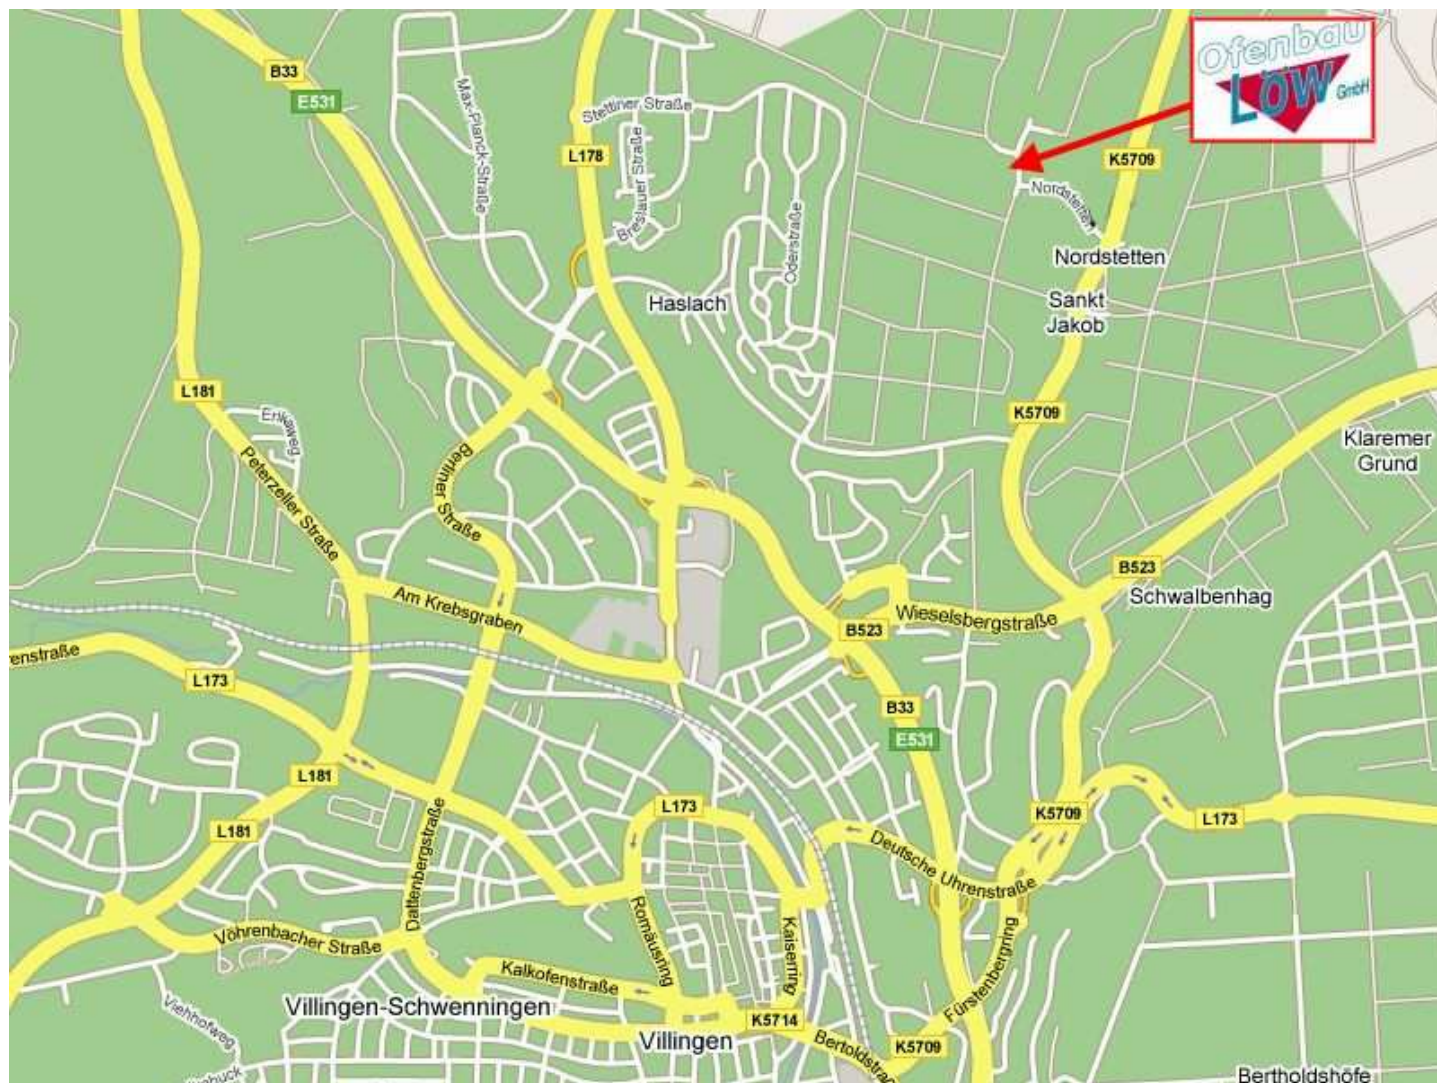 Ofenbau
LÖW GmbH
B33
E531
Max-Planck-Straße
Stettiner Straße
L178
Breslauer Straße
Oderstraße
K5709
Nordstetten
Nordstetten
Sankt
Jakob
Haslach
L181
Erikaweg
K5709
Klaremer
Grund
Peterzeller Straße
Berliner Straße
B523
Schwalbenhag
Am Krebsgraben
Wieselsbergstraße
B523
renstraße
L173
B33
E531
L181
L173
K5709
L173
L181
Deutsche Uhrenstraße
Dattenbergstraße
Romäusring
Kaiserring
Vöhrenbacher Straße
Kalkofenstraße
Fürstenbergring
Villingen-Schwenningen
Viehhofweg
K5714
Villingen
Bertoldstraß
K5709
Bertholdshöfe